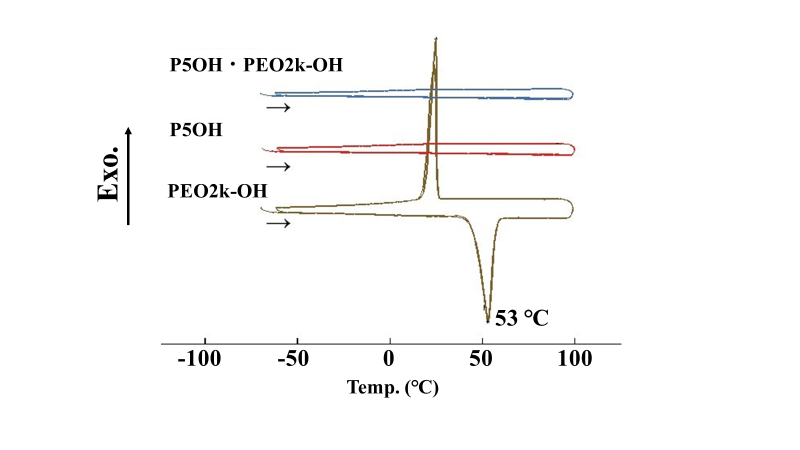 P5OH・PEO2k-OH
P5OH
PEO2k-OH
Exo.
→
→
→
53 ℃
-100 -50 0 50 100
Temp. (℃)